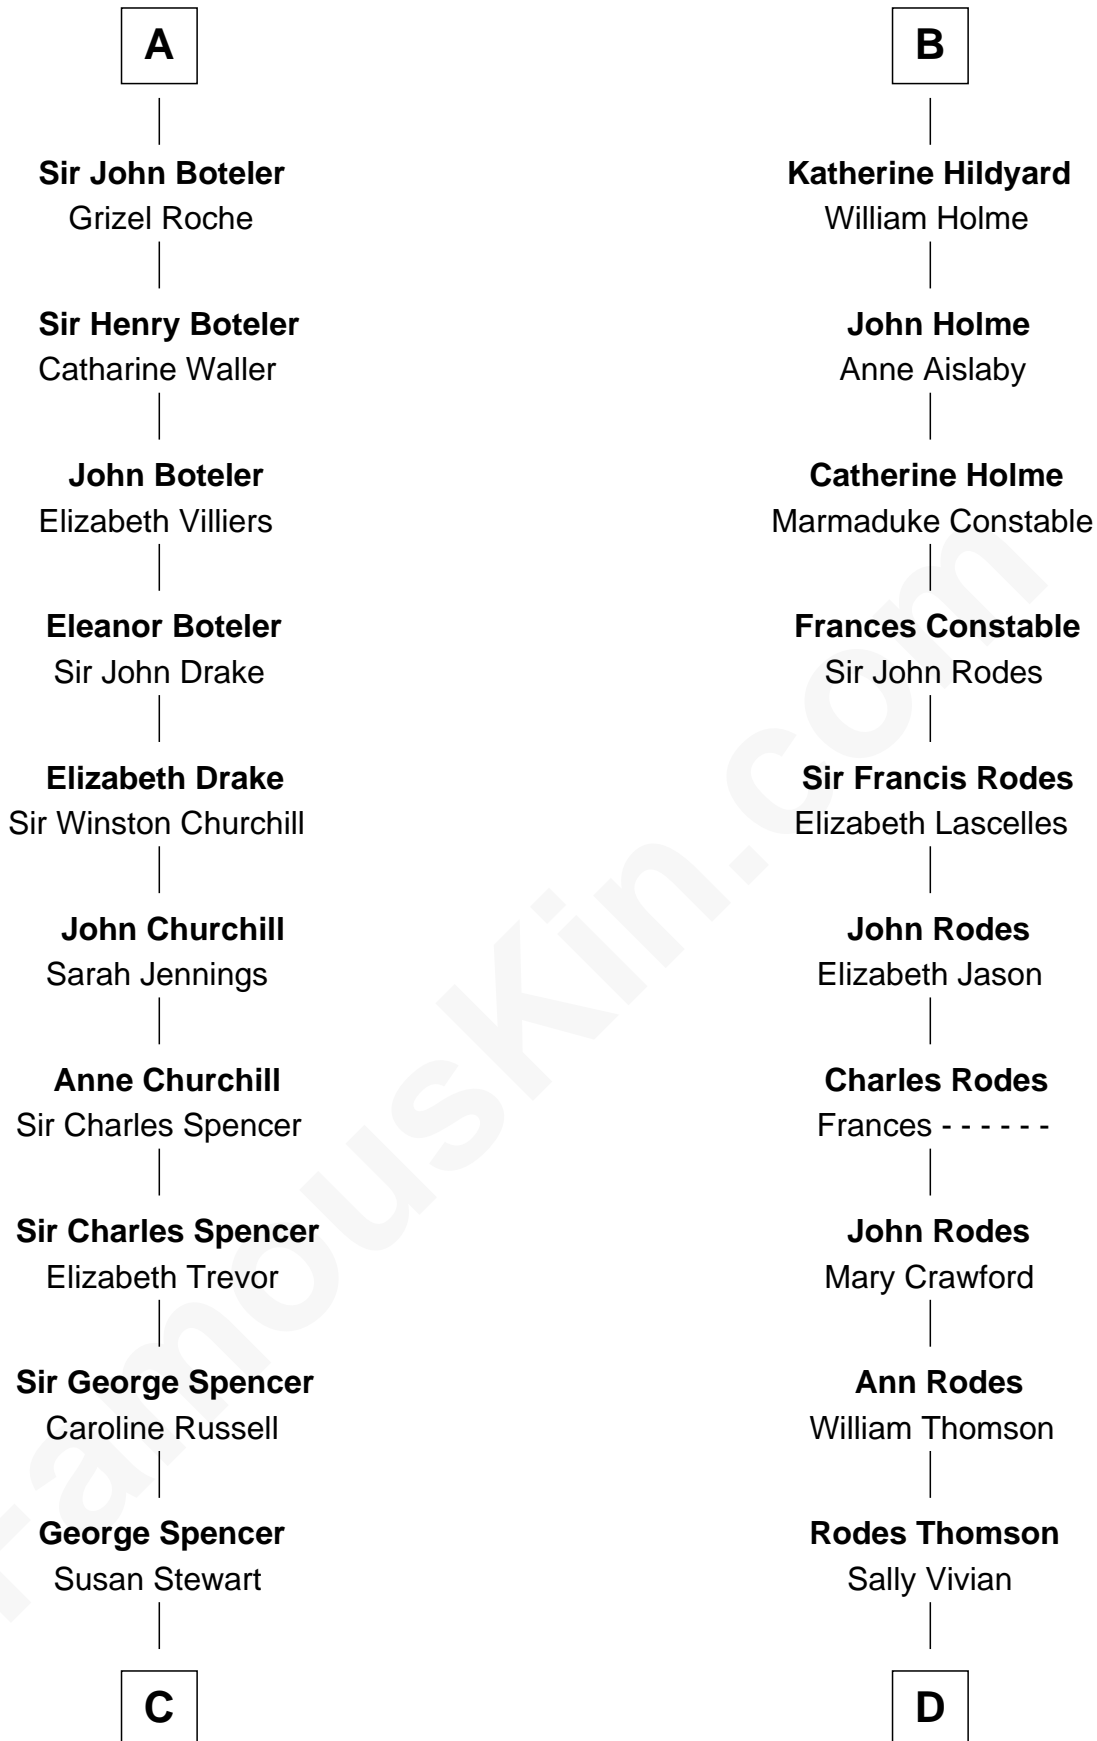 A
Sir John Boteler
Grizel Roche
Sir Henry Boteler
Catharine Waller
John Boteler
Elizabeth Villiers
Eleanor Boteler
Sir John Drake
Elizabeth Drake
Sir Winston Churchill
John Churchill
Sarah Jennings
Anne Churchill
Sir Charles Spencer
Sir Charles Spencer
Elizabeth Trevor
Sir George Spencer
Caroline Russell
George Spencer
Susan Stewart
C
B
Katherine Hildyard
William Holme
John Holme
Anne Aislaby
Catherine Holme
Marmaduke Constable
Frances Constable
Sir John Rodes
Sir Francis Rodes
Elizabeth Lascelles
John Rodes
Elizabeth Jason
Charles Rodes
Frances - - - - - -
John Rodes
Mary Crawford
Ann Rodes
William Thomson
Rodes Thomson
Sally Vivian
D
FamousKin.com